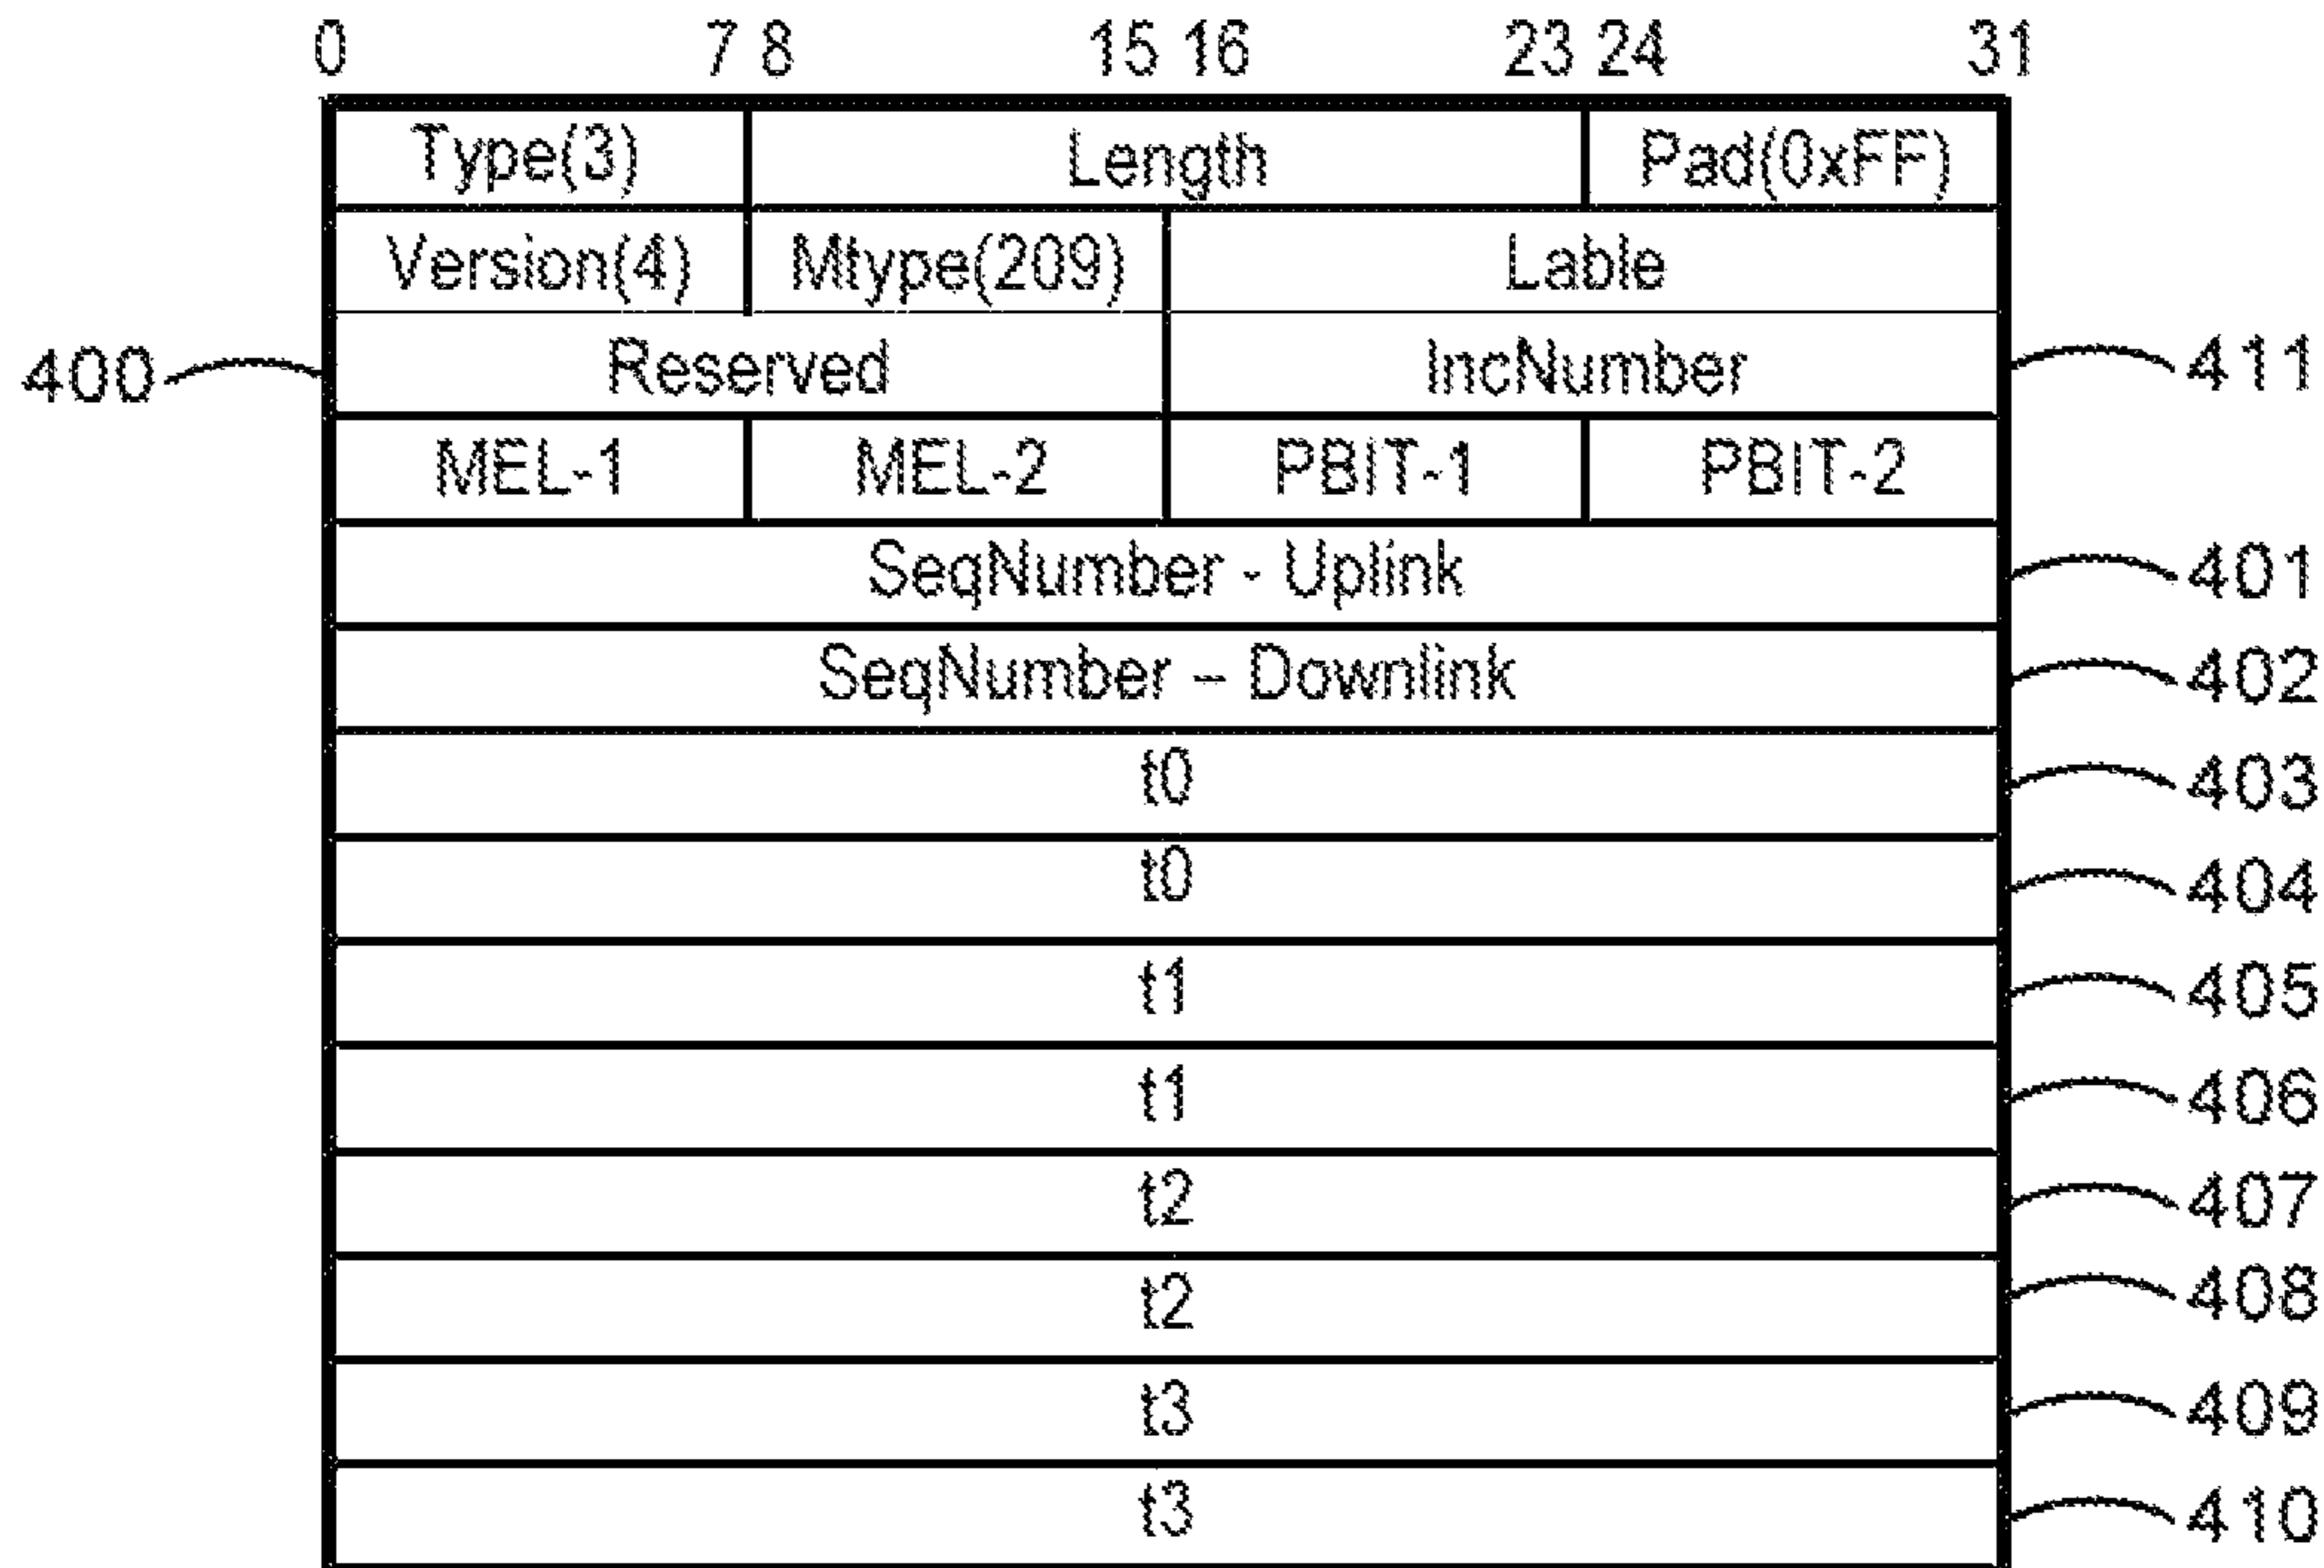 0 7 8 15 16 23 24 31
Type(3) Length Pad(0xFF)
Version(4) Mtype(209) Lable
400 Reserved IncNumber 411
MEL-1 MEL-2 PBIT-1 PBIT-2
SeqNumber - Uplink 401
SeqNumber – Downlink 402
t0 403
t0 404
t1 405
t1 406
t2 407
t2 408
t3 409
t3 410